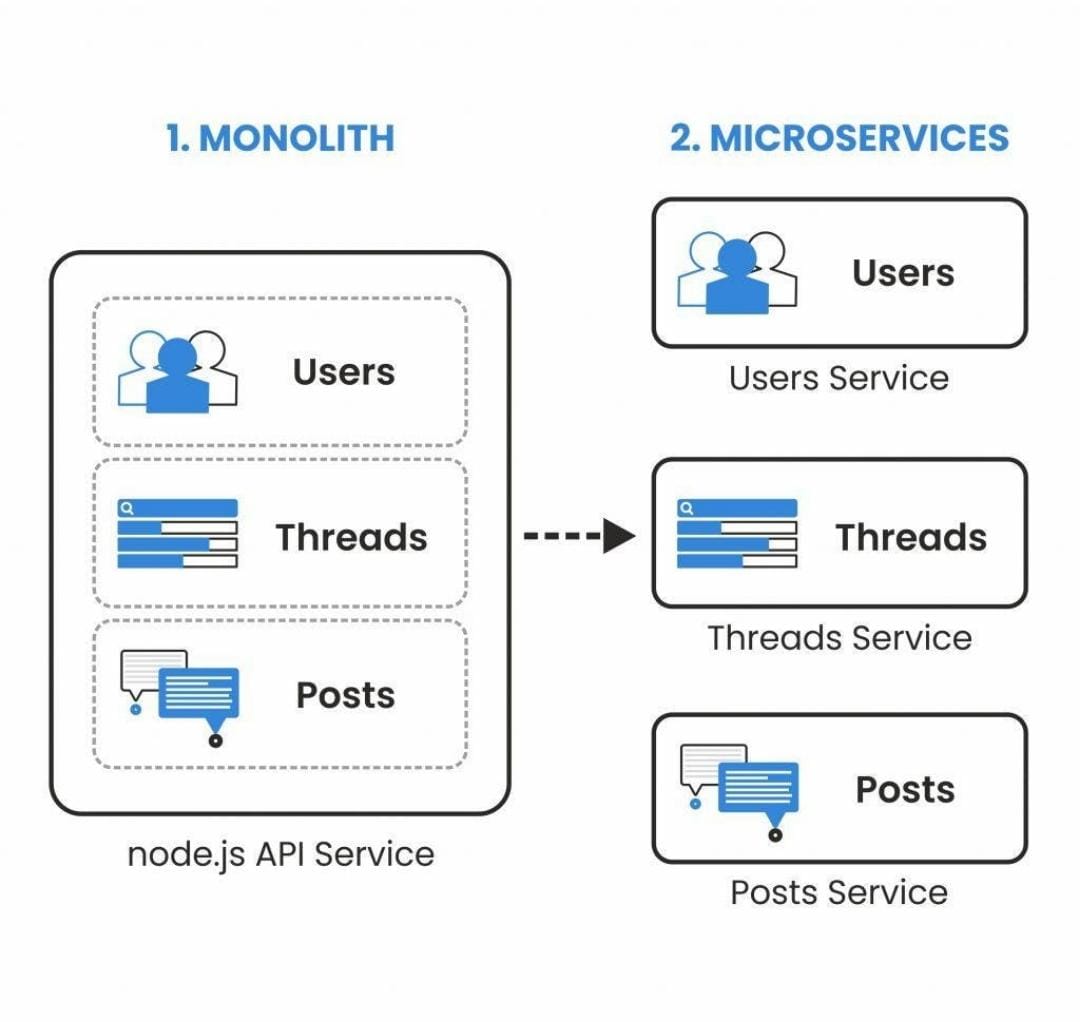 1. MONOLITH
Users
Threads
Posts
node.js API Service
2. MICROSERVICES
Users
Users Service
Threads
Threads Service
Posts
Posts Service